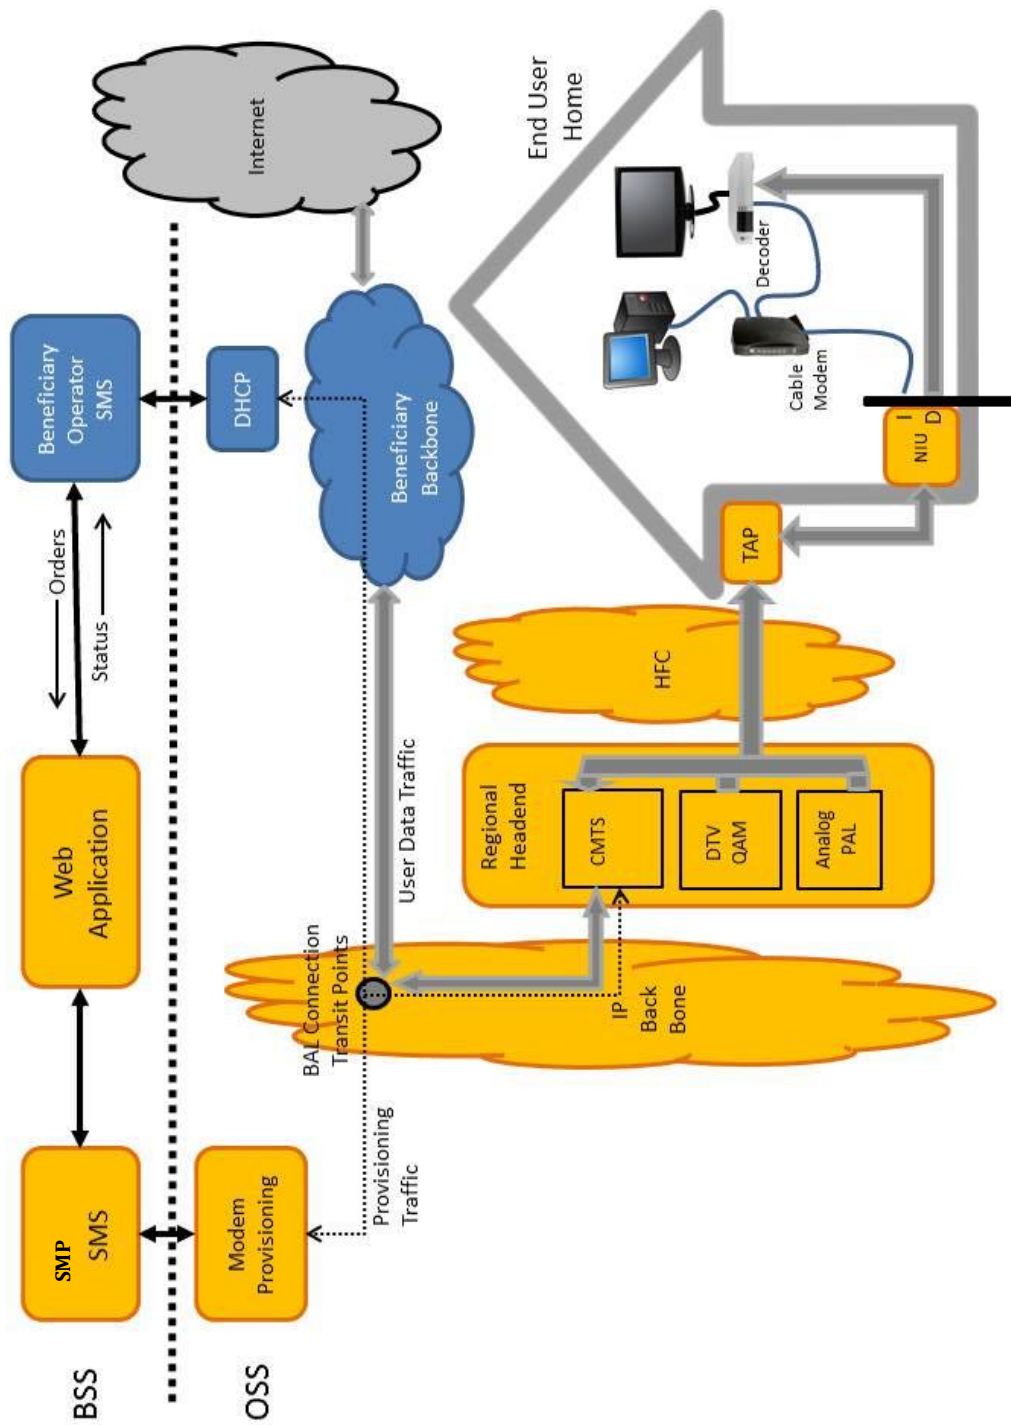 BSS
SMP
SMS
Web
Application
Orders
Status
Beneficiary
Operator
SMS
OSS
Modem
Provisioning
DHCP
Internet
Provisioning
Traffic
BAL Connection
Transit Points
User Data Traffic
Beneficiary
Backbone
IP
Back
Bone
Regional
Headend
CMTS
DTV
QAM
Analog
PAL
HFC
TAP
End User
Home
Decoder
Cable
Modem
NIU
I
D